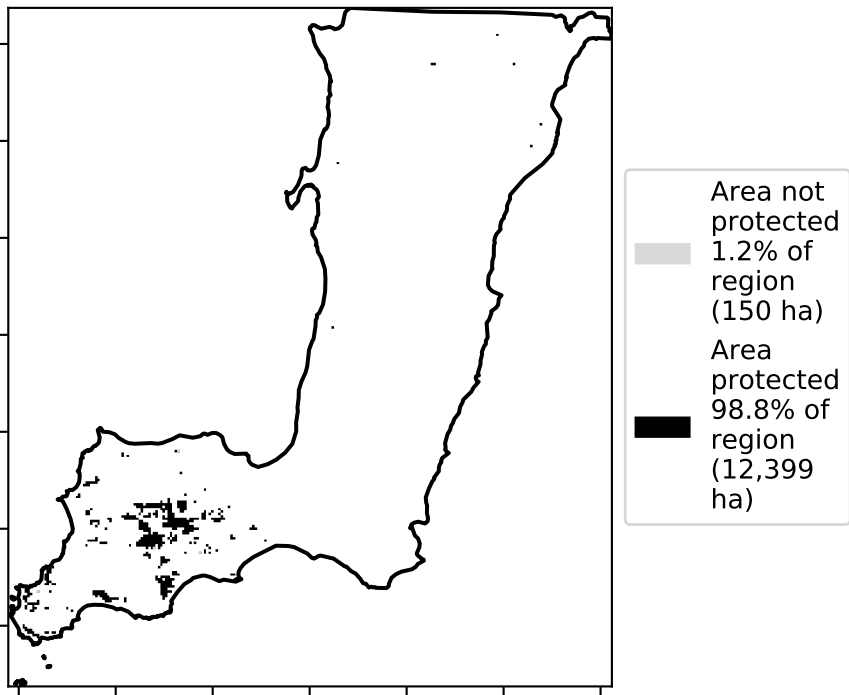 Area not
protected
1.2% of
region
(150 ha)
Area
protected
98.8% of
region
(12,399
ha)